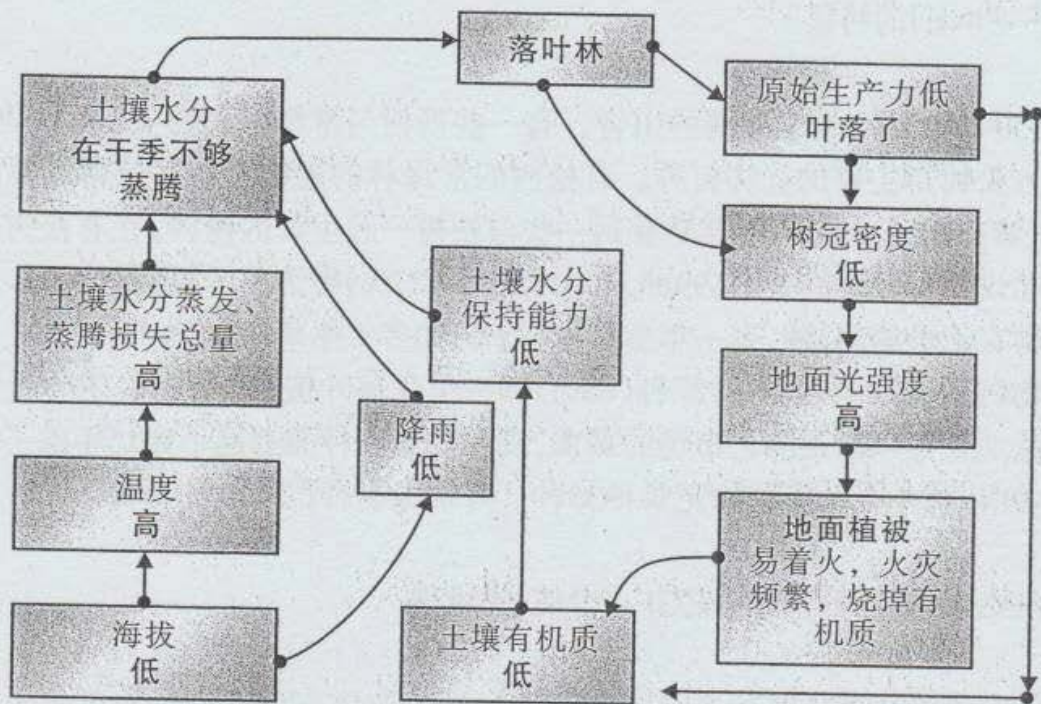 落叶林
原始生产力低
叶落了
土壤水分
在干季不够
蒸腾
树冠密度
低
土壤水分蒸发、
蒸腾损失总量
高
土壤水分
保持能力
低
地面光强度
高
降雨
低
温度
高
地面植被
易着火，火灾
频繁，烧掉有
机质
海拔
低
土壤有机质
低